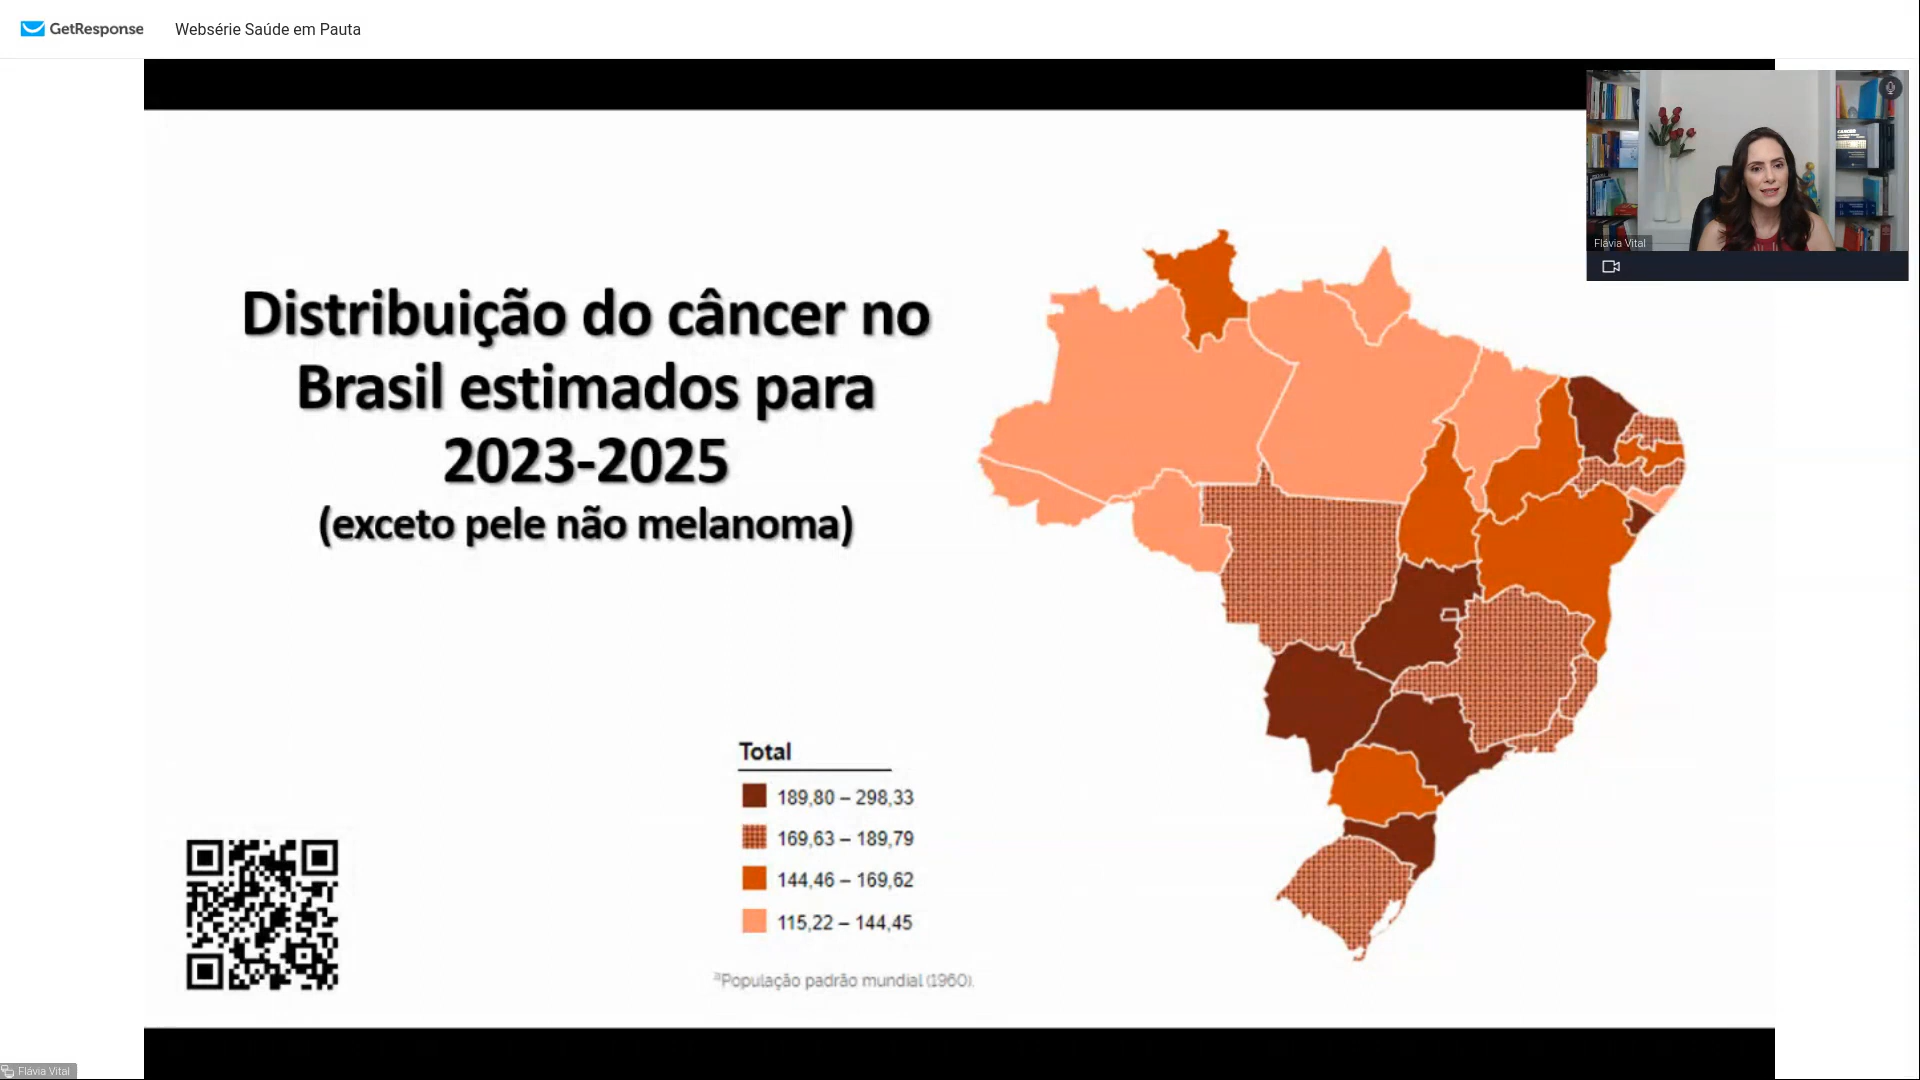 GetResponse
Websérie Saúde em Pauta
Flávia Vital
Distribuição do câncer no
Brasil estimados para
2023-2025
(exceto pele não melanoma)
Total
189,80 – 298,33
169,63 – 189,79
144,46 – 169,62
115,22 – 144,45
População padrão mundial (1960).
Flávia Vital